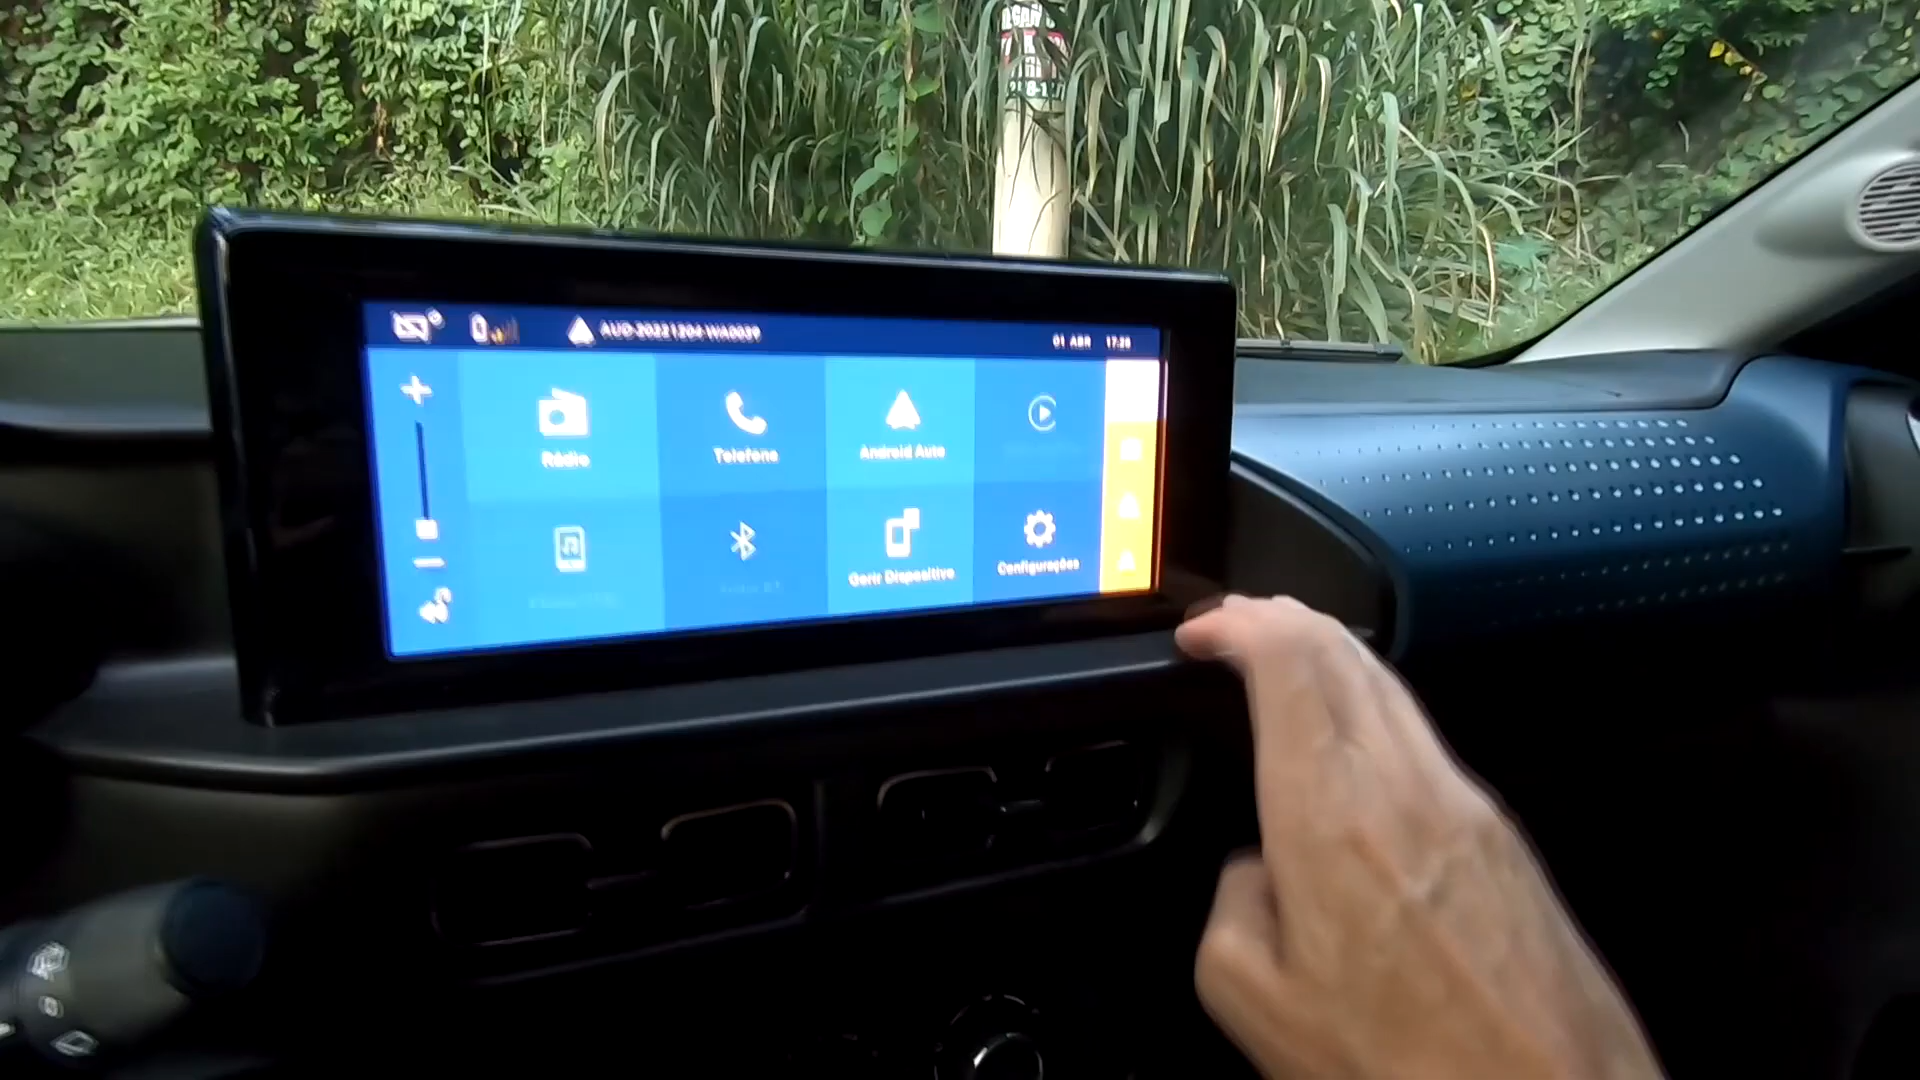 AUD-20221204-WA0039
01 ABR 17:28
Rádio
Telefone
Android Auto
Gerir Dispositivo
Configurações